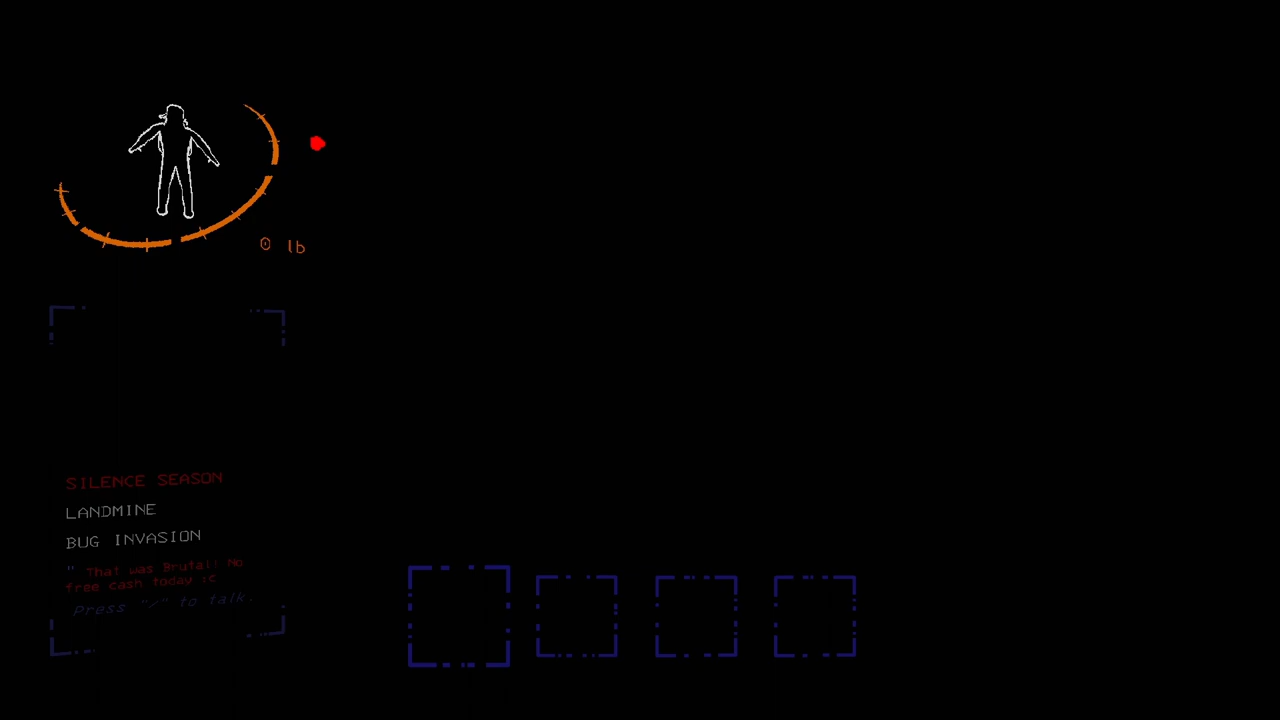 0 lb
SILENCE SEASON
LANDMINE
BUG INVASION
" That was Brutal! No
free cash today :c
Press "/" to talk.